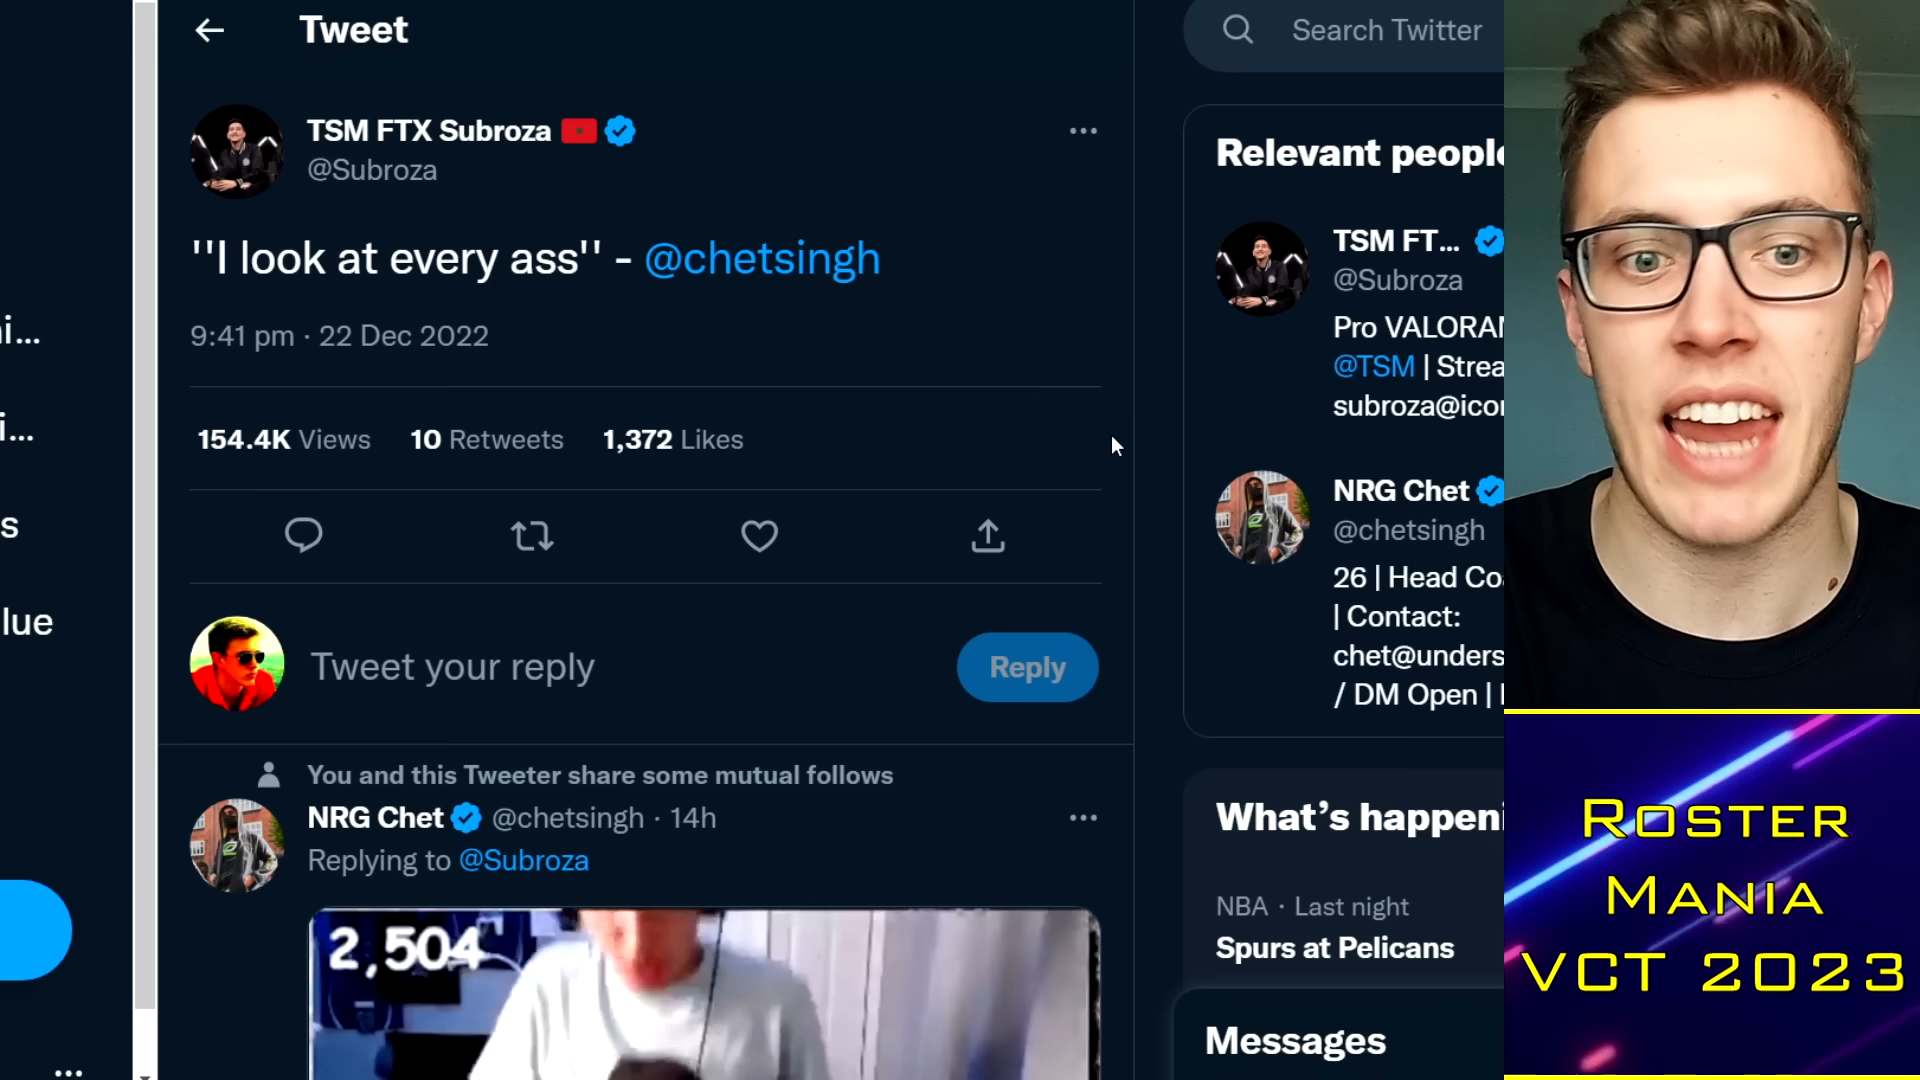 Tweet
TSM FTX Subroza
@Subroza
''I look at every ass'' - @chetsingh
9:41 pm · 22 Dec 2022
154.4K Views 10 Retweets 1,372 Likes
Tweet your reply
Reply
You and this Tweeter share some mutual follows
NRG Chet @chetsingh · 14h
Replying to @Subroza
2,504
Search Twitter
Relevant people
TSM FT...
@Subroza
Pro VALORAN
@TSM | Strea
subroza@icon
NRG Chet
@chetsingh
26 | Head Co
| Contact:
chet@unders
/ DM Open |
What's happeni
NBA · Last night
Spurs at Pelicans
Messages
i...
i...
s
lue
...
Roster
Mania
VCT 2023